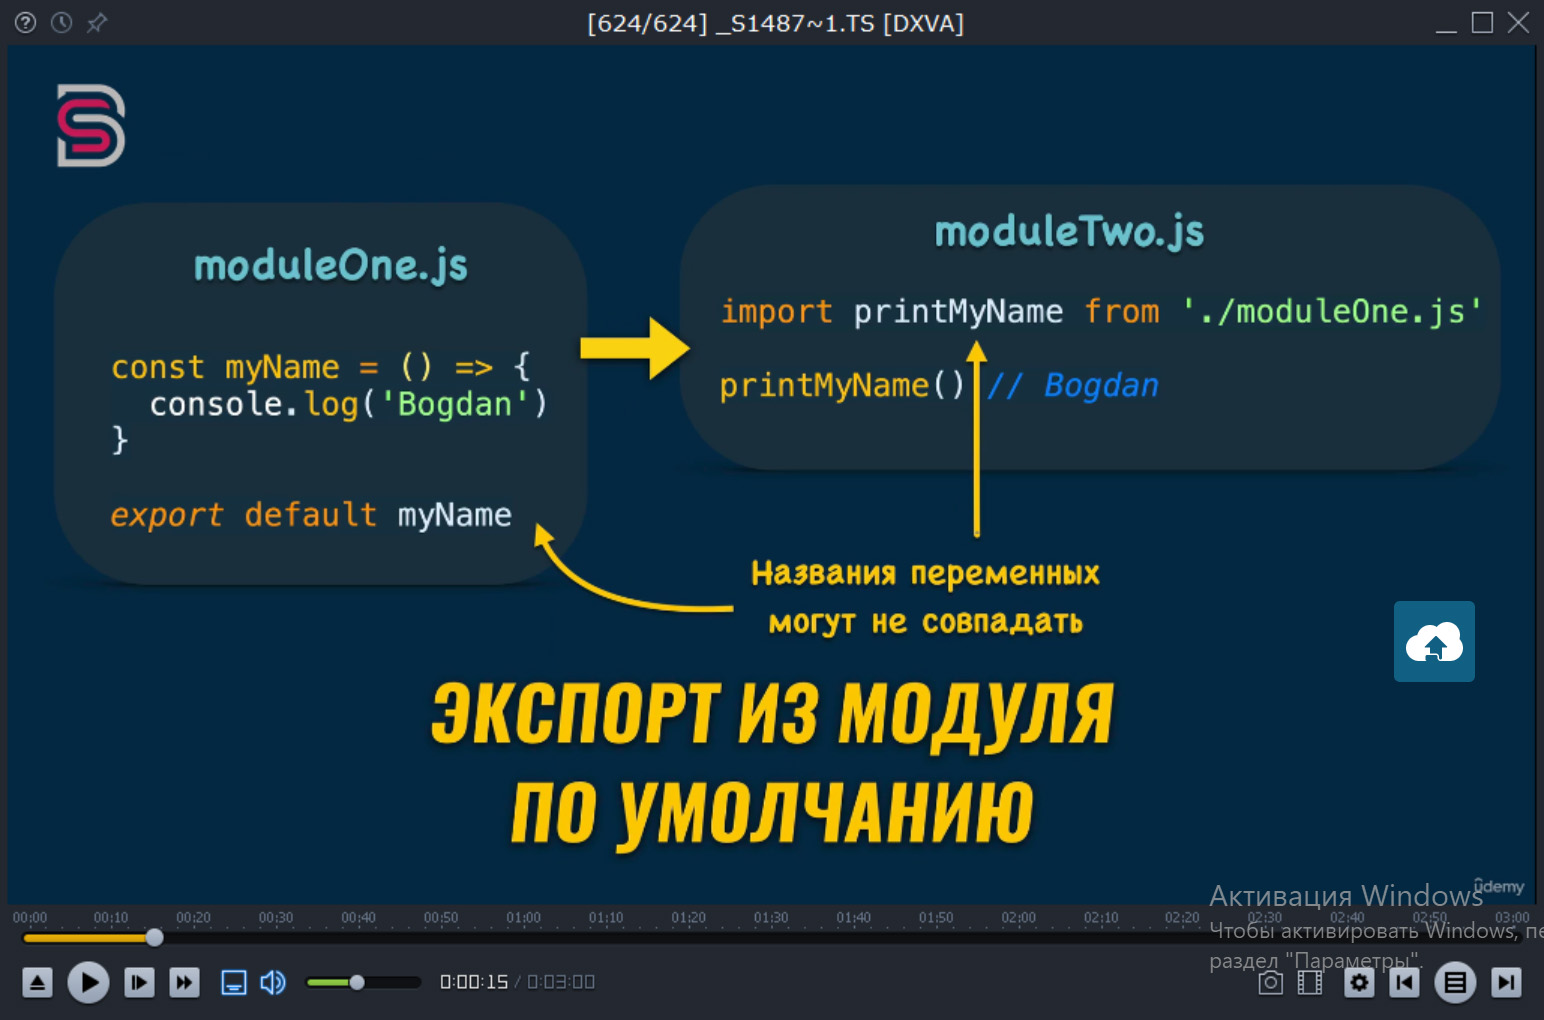 [624/624] _S1487~1.TS [DXVA]
moduleOne.js
const myName = () => {
  console.log('Bogdan')
}
export default myName
moduleTwo.js
import printMyName from './moduleOne.js'
printMyName() // Bogdan
Названия переменных
могут не совпадать
ЭКСПОРТ ИЗ МОДУЛЯ
ПО УМОЛЧАНИЮ
ûdemy
Активация Windows
Чтобы активировать Windows, пе
раздел "Параметры".
00:00 00:10 00:20 00:30 00:40 00:50 01:00 01:10 01:20 01:30 01:40 01:50 02:00 02:10 02:20 02:30 02:40 02:50 03:00
0:00:15 / 0:03:00